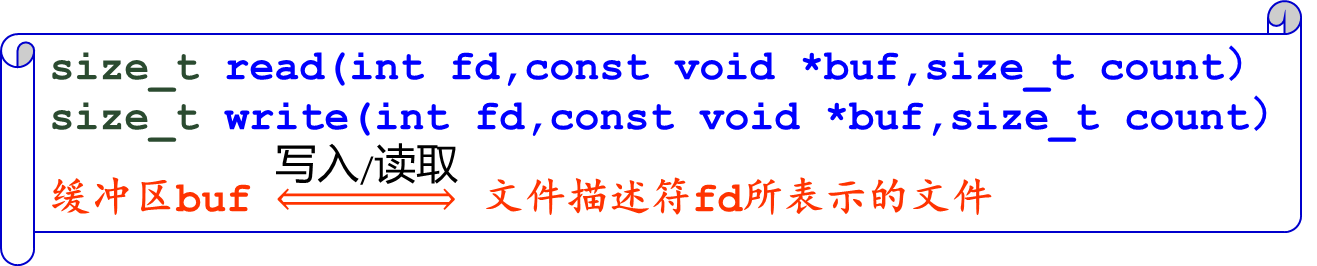 size_t read(int fd,const void *buf,size_t count)
size_t write(int fd,const void *buf,size_t count)
写入/读取
缓冲区buf 文件描述符fd所表示的文件